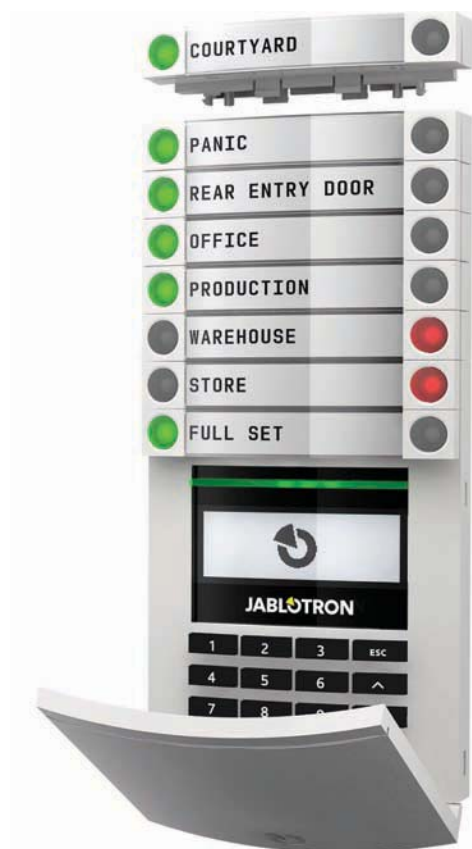 COURTYARD
PANIC
REAR ENTRY DOOR
OFFICE
PRODUCTION
WAREHOUSE
STORE
FULL SET
JABLOTRON
1 2 3 ESC
4 5 6
7 8